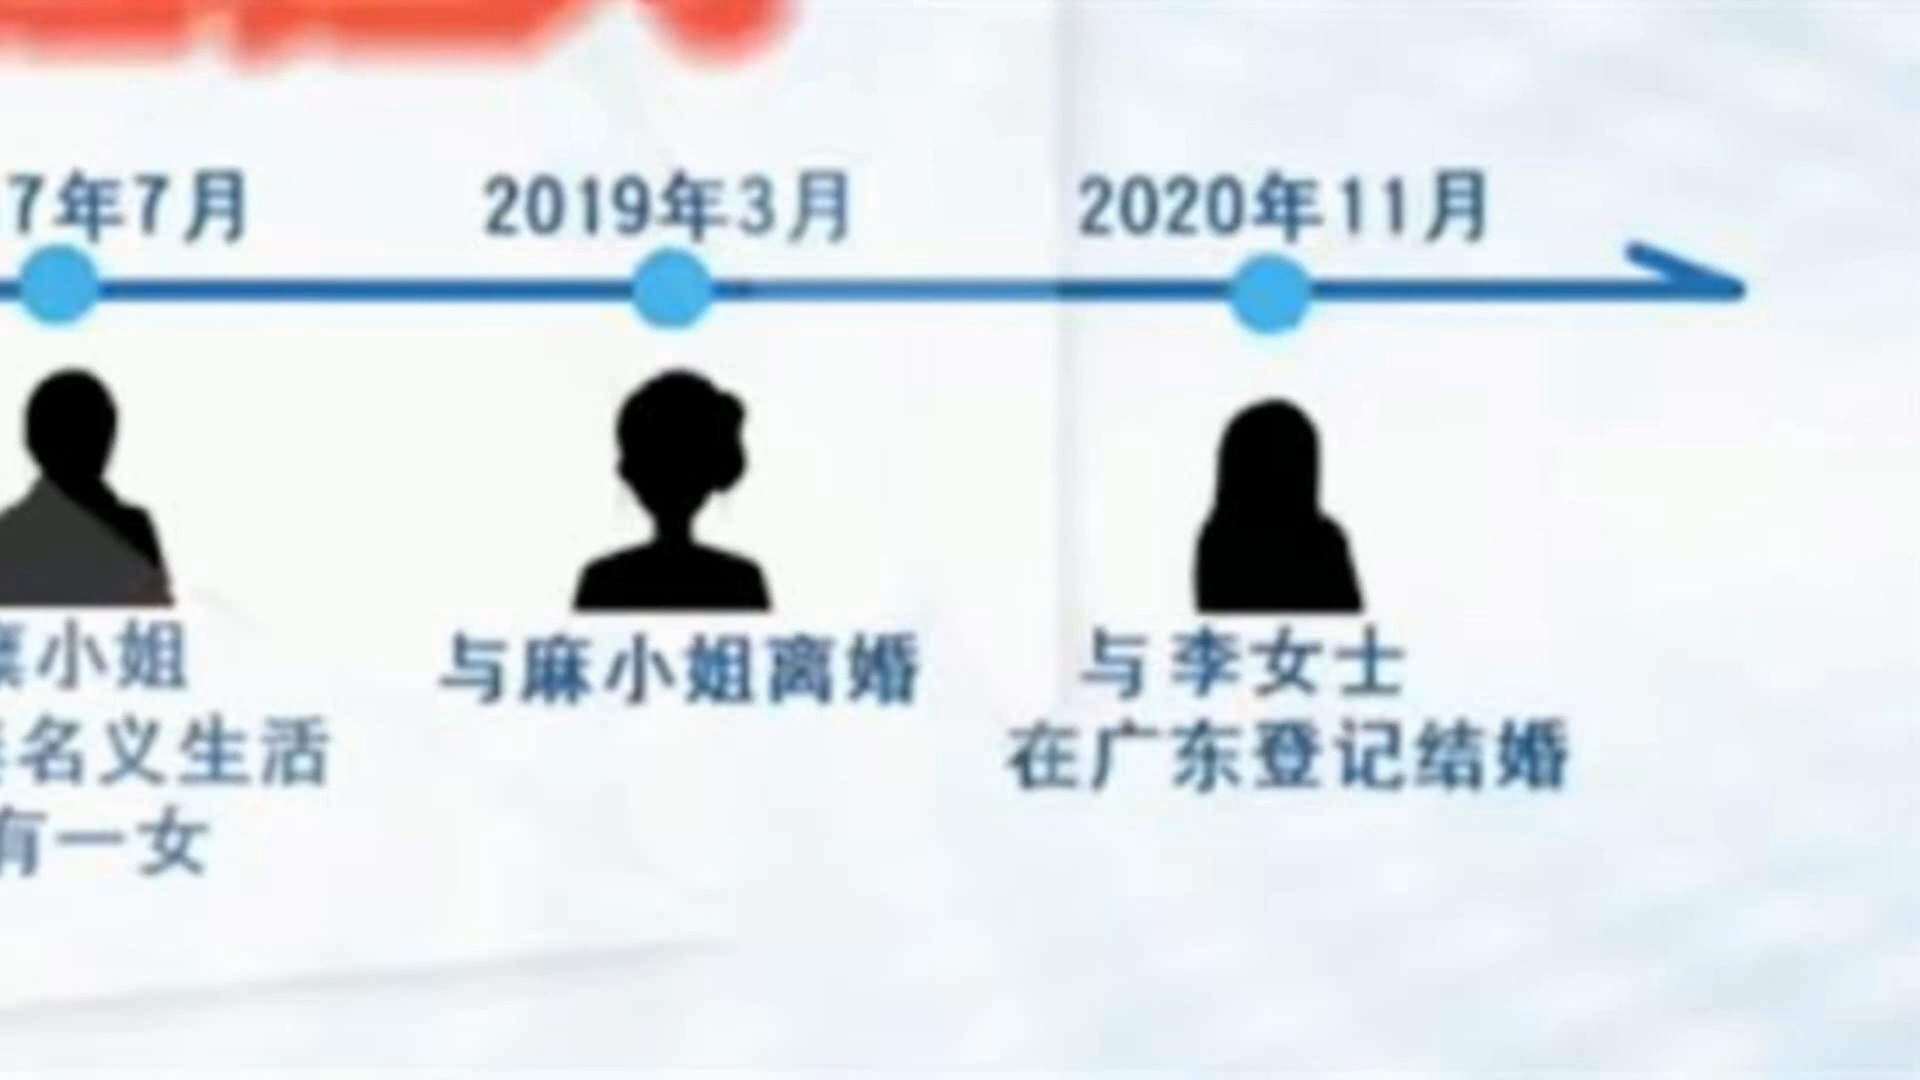 7年7月
2019年3月
2020年11月
小姐
名义生活
有一女
与麻小姐离婚
与李女士
在广东登记结婚